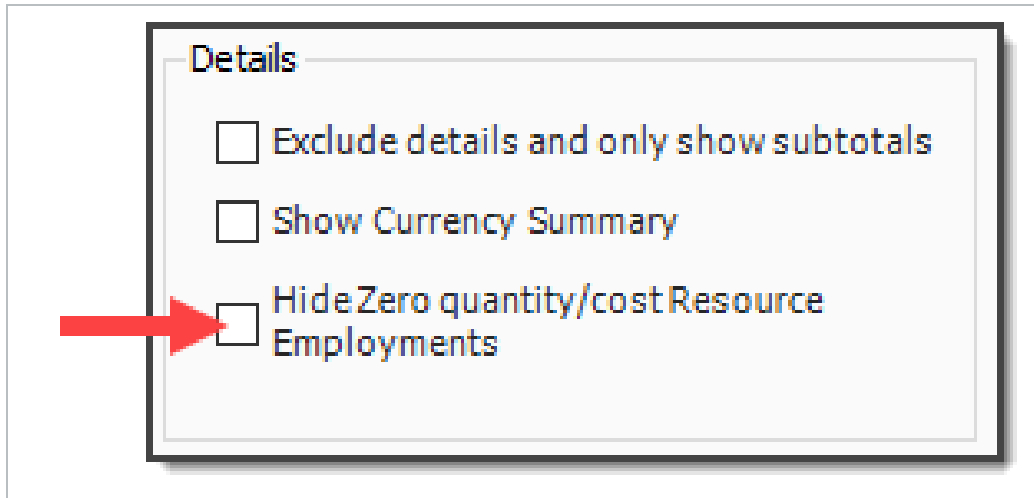 Details
Exclude details and only show subtotals
Show Currency Summary
Hide Zero quantity/cost Resource
Employments